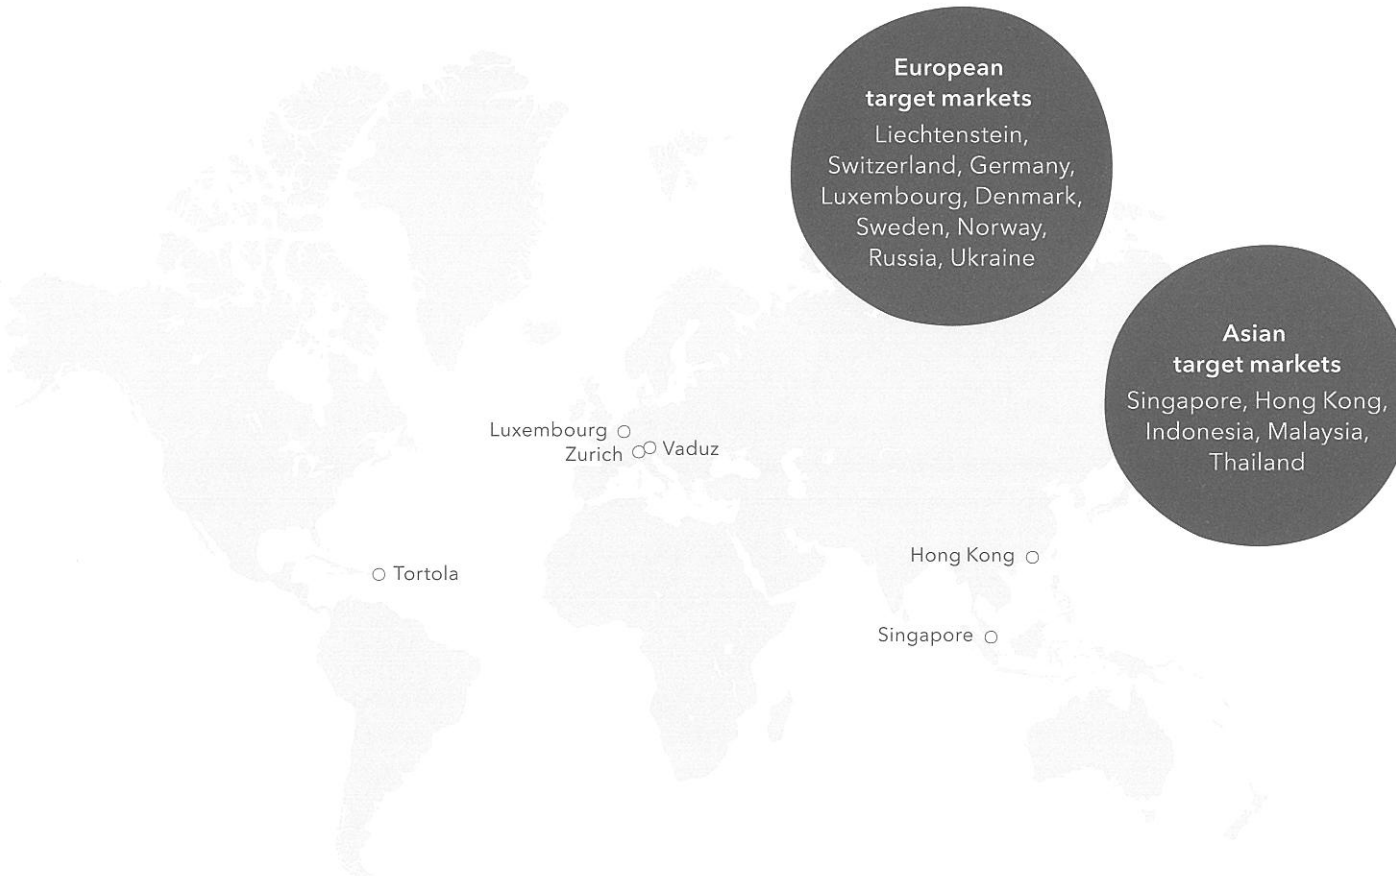 European
target markets
Liechtenstein,
Switzerland, Germany,
Luxembourg, Denmark,
Sweden, Norway,
Russia, Ukraine
Asian
target markets
Singapore, Hong Kong,
Indonesia, Malaysia,
Thailand
Luxembourg
Zurich
Vaduz
Hong Kong
Tortola
Singapore